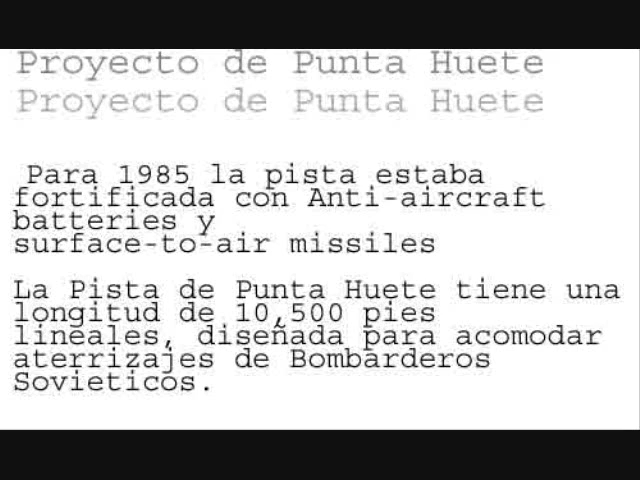 Proyecto de Punta Huete
Proyecto de Punta Huete
Para 1985 la pista estaba
fortificada con Anti-aircraft
batteries y
surface-to-air missiles
La Pista de Punta Huete tiene una
longitud de 10,500 pies
lineales, diseñada para acomodar
aterrizajes de Bombarderos
Sovieticos.